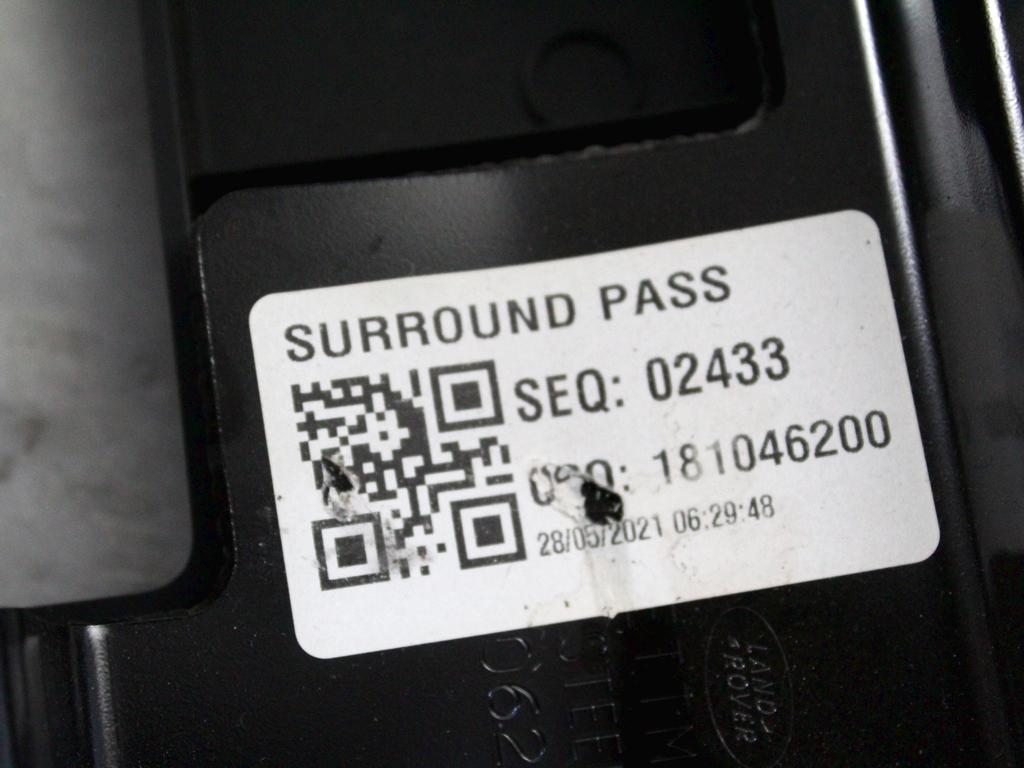 SURROUND PASS
SEQ: 02433
181046200
28/05/2021 06:29:48
LAND
ROVER